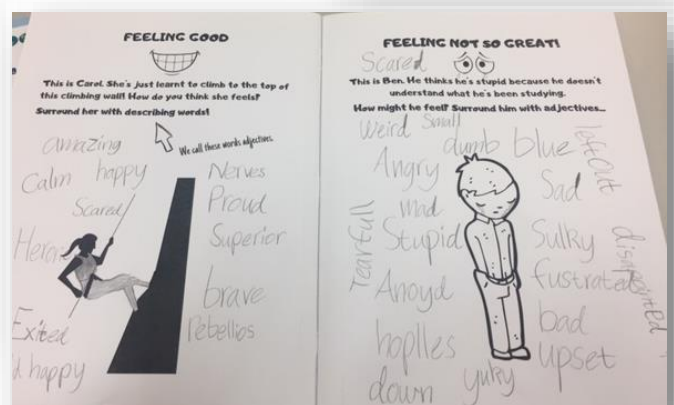 FEELING GOOD
This is Carol. She's just learnt to climb to the top of
this climbing wall! How do you think she feels?
Surround her with describing words!
We call these words adjectives.
amazing
Calm happy
Scared
Exited
happy
Nerves
Proud
Superior
brave
Rebellios
FEELING NOT SO GREAT!
Scared
This is Ben. He thinks he's stupid because he doesn't
understand what he's been studying.
How might he feel? Surround him with adjectives...
Weird Small
dumb blue
left Out
Angry
Sad
mad
Tearfull
Stupid
Sulky
disapointed
Anoyd
fustrated
bad
hoplles
upset
down yuky